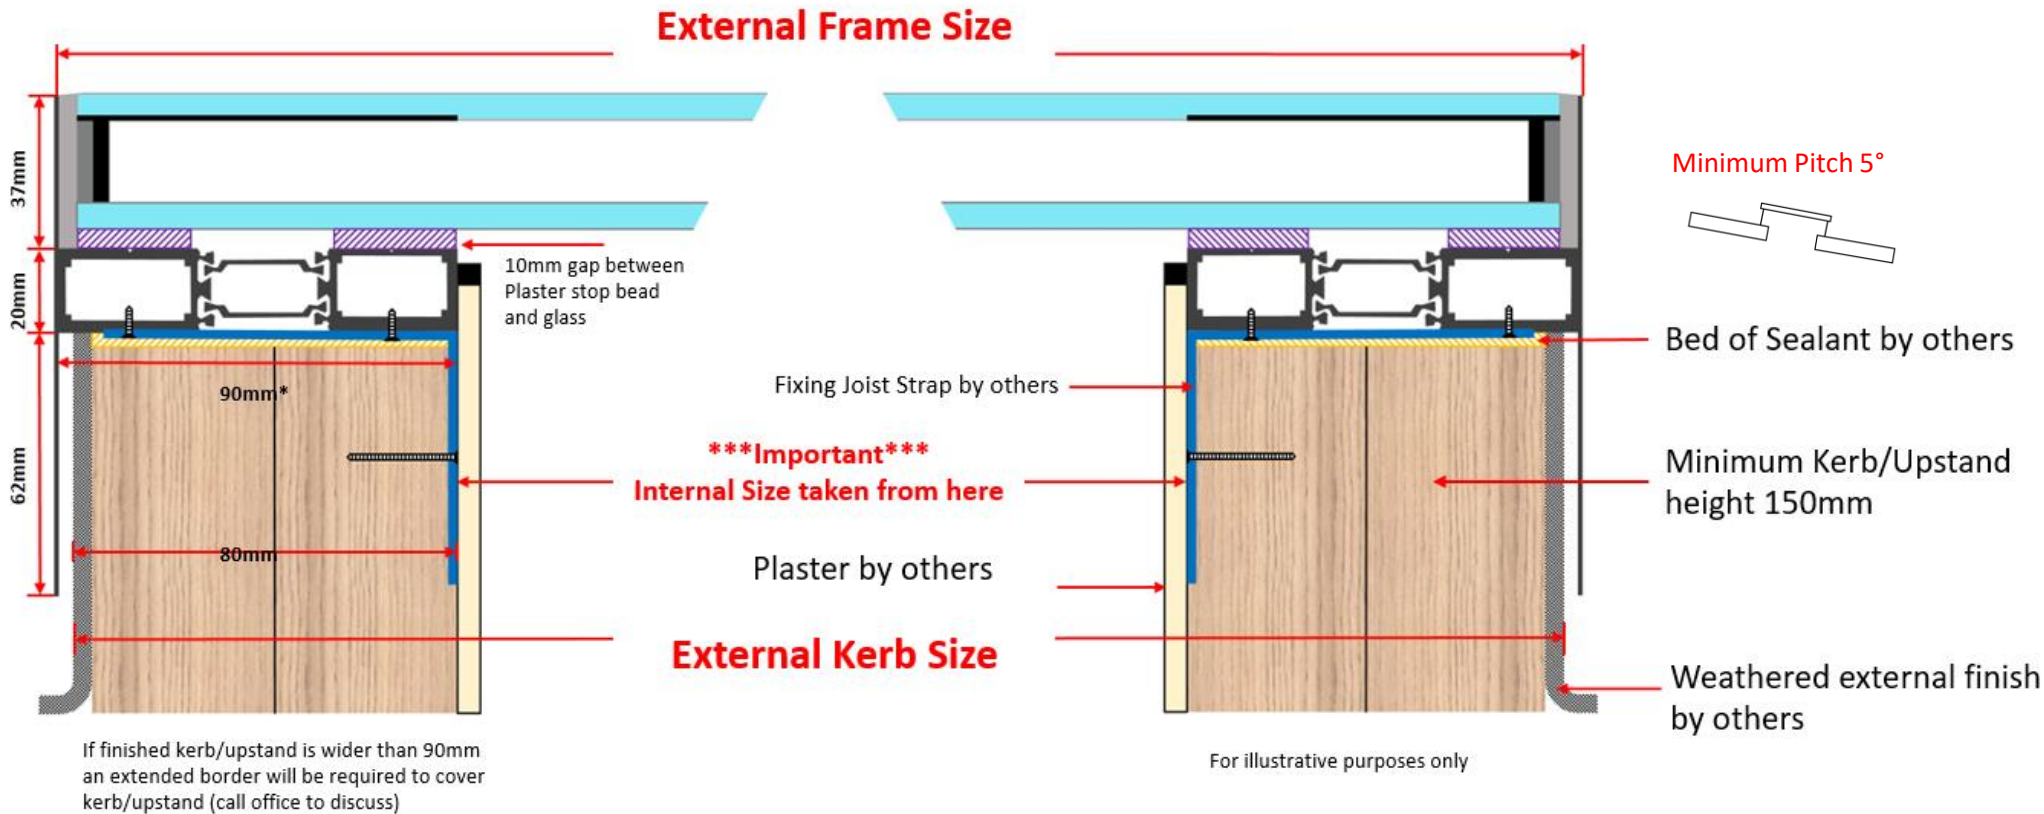 External Frame Size
37mm
Minimum Pitch 5°
10mm gap between
Plaster stop bead
and glass
20mm
Bed of Sealant by others
90mm*
Fixing Joist Strap by others
***Important***
Internal Size taken from here
62mm
Minimum Kerb/Upstand
height 150mm
80mm
Plaster by others
External Kerb Size
Weathered external finish
by others
If finished kerb/upstand is wider than 90mm
an extended border will be required to cover
kerb/upstand (call office to discuss)
For illustrative purposes only